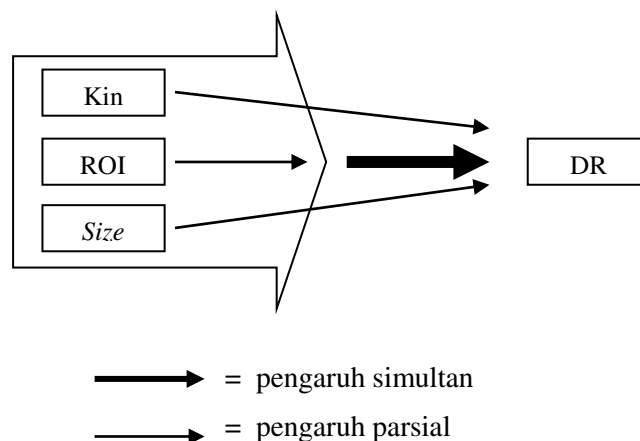 Kin
ROI
DR
Size
= pengaruh simultan
= pengaruh parsial